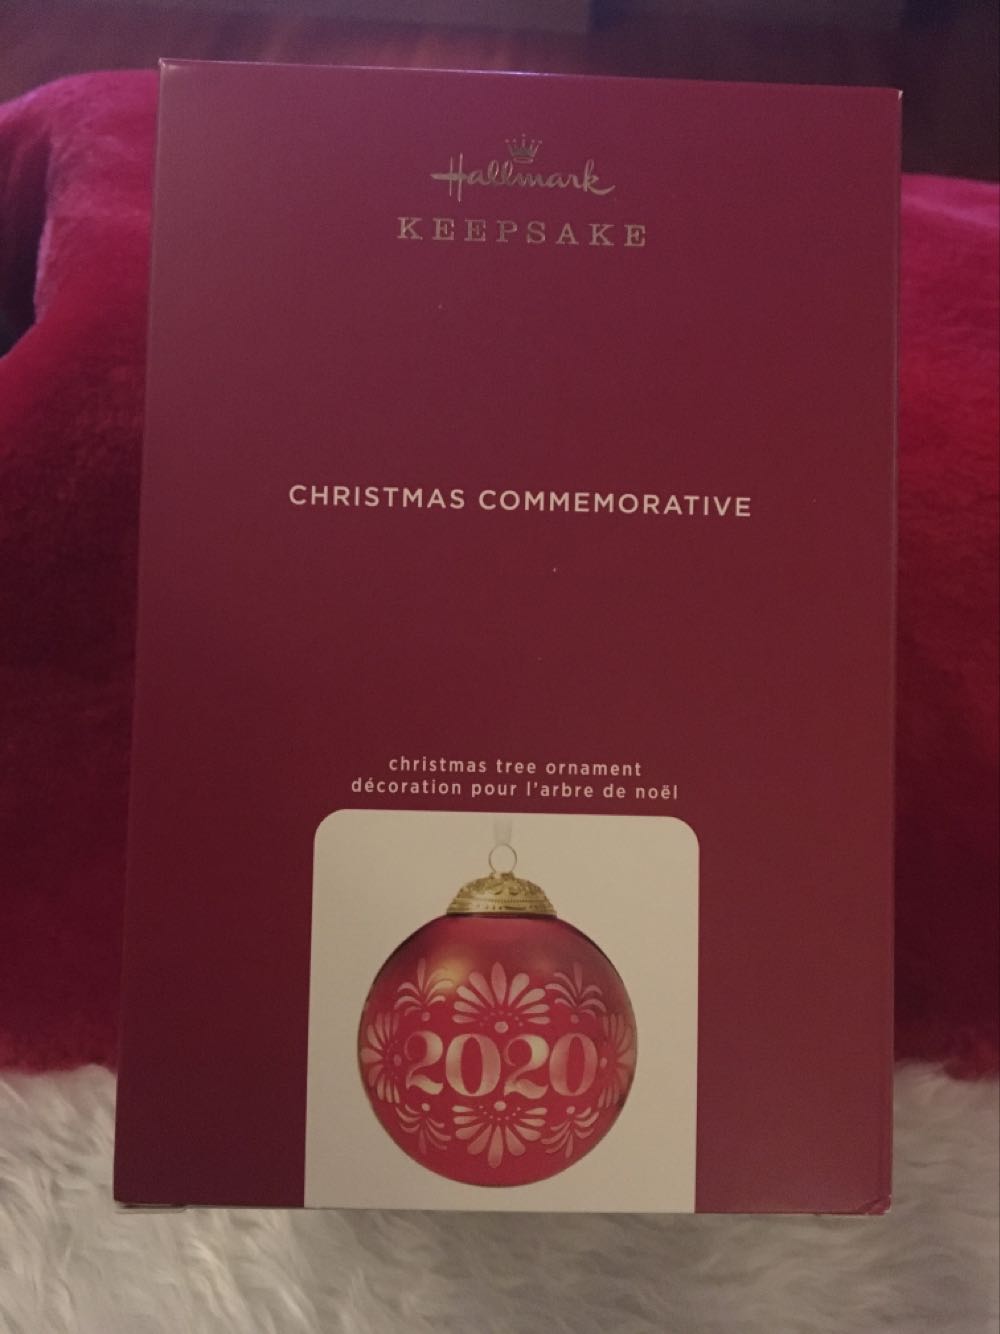 Hallmark
KEEPSAKE
CHRISTMAS COMMEMORATIVE
christmas tree ornament
décoration pour l'arbre de noël
2020